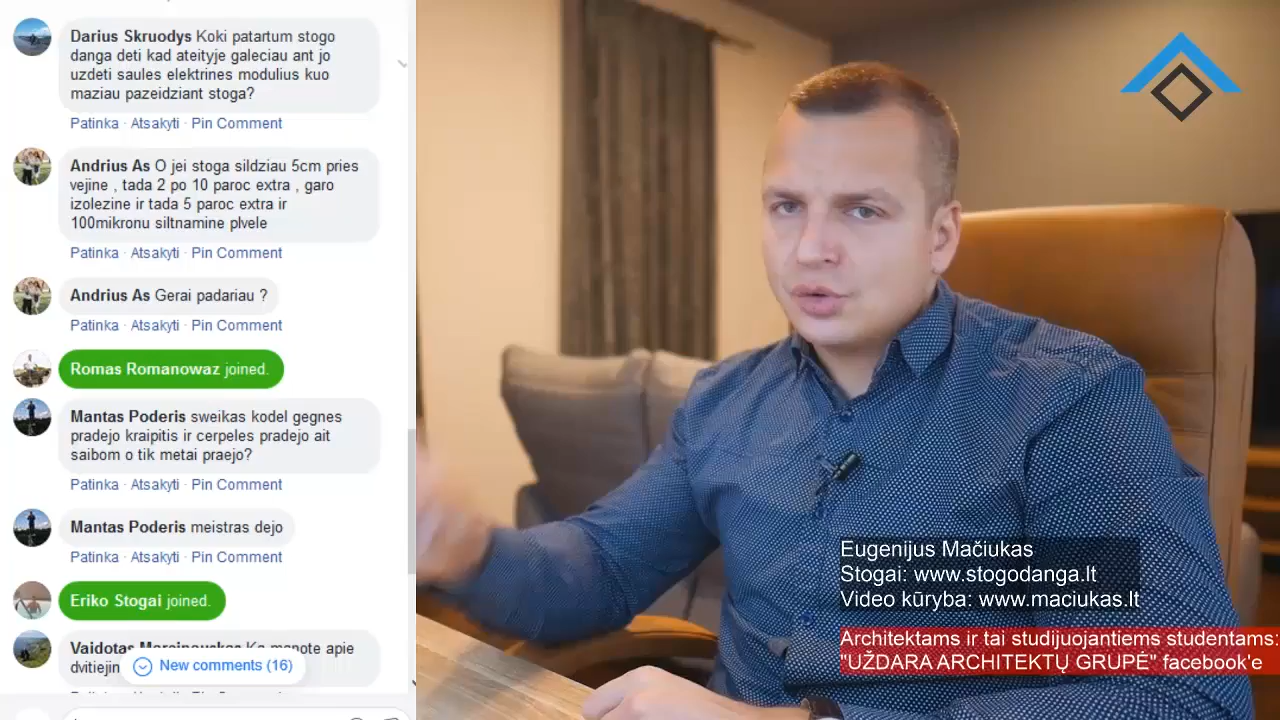 Darius Skruodys Koki patartum stogo
danga deti kad ateityje galeciau ant jo
uzdeti saules elektrines modulius kuo
maziau pazeidziant stoga?
Patinka · Atsakyti · Pin Comment
Andrius As O jei stoga sildziau 5cm pries
vejine , tada 2 po 10 paroc extra , garo
izolezine ir tada 5 paroc extra ir
100mikronu siltnamine plvele
Patinka · Atsakyti · Pin Comment
Andrius As Gerai padariau ?
Patinka · Atsakyti · Pin Comment
Romas Romanowaz joined.
Mantas Poderis sweikas kodel gegnes
pradejo kraipitis ir cerpeles pradejo ait
saibom o tik metai praejo?
Patinka · Atsakyti · Pin Comment
Mantas Poderis meistras dejo
Patinka · Atsakyti · Pin Comment
Eriko Stogai joined.
Vaidotas apie
dvitiejin
New comments (16)
Eugenijus Mačiukas
Stogai: www.stogodanga.lt
Video kūryba: www.maciukas.lt
Architektams ir tai studijuojantiems studentams:
"UŽDARA ARCHITEKTŲ GRUPĖ" facebook'e